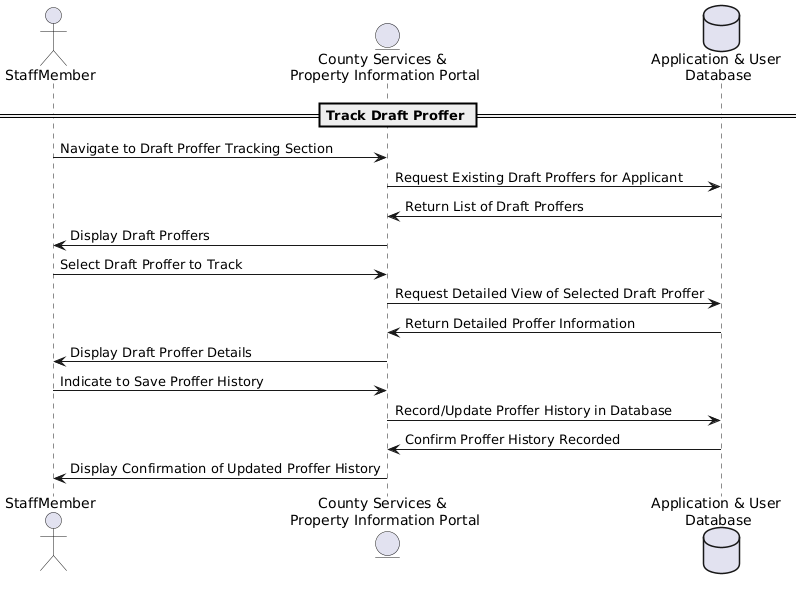 StaffMember
County Services &
Property Information Portal
Application & User
Database
Track Draft Proffer
Navigate to Draft Proffer Tracking Section
Request Existing Draft Proffers for Applicant
Return List of Draft Proffers
Display Draft Proffers
Select Draft Proffer to Track
Request Detailed View of Selected Draft Proffer
Return Detailed Proffer Information
Display Draft Proffer Details
Indicate to Save Proffer History
Record/Update Proffer History in Database
Confirm Proffer History Recorded
Display Confirmation of Updated Proffer History
StaffMember
County Services &
Property Information Portal
Application & User
Database